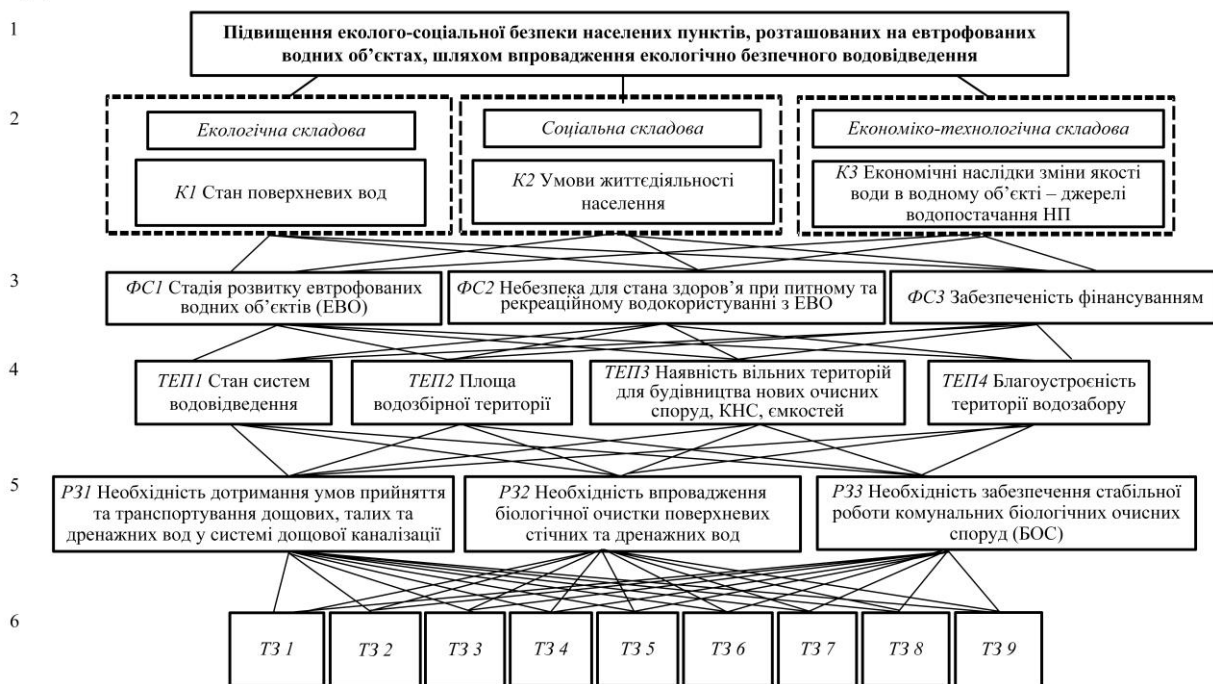 1
Підвищення еколого-соціальної безпеки населених пунктів, розташованих на евтрофованих
водних об’єктах, шляхом впровадження екологічно безпечного водовідведення
2
Екологічна складова
К1 Стан поверхневих вод
Соціальна складова
К2 Умови життєдіяльності
населення
Економіко-технологічна складова
К3 Економічні наслідки зміни якості
води в водному об’єкті – джерелі
водопостачання НП
3
ФС1 Стадія розвитку евтрофованих
водних об’єктів (ЕВО)
ФС2 Небезпека для стана здоров’я при питному та
рекреаційному водокористуванні з ЕВО
ФС3 Забезпеченість фінансуванням
4
ТЕП1 Стан систем
водовідведення
ТЕП2 Площа
водозбірної території
ТЕП3 Наявність вільних територій
для будівництва нових очисних
споруд, КНС, ємкостей
ТЕП4 Благоустроєність
території водозабору
5
РЗ1 Необхідність дотримання умов прийняття
та транспортування дощових, талих та
дренажних вод у системі дощової каналізації
РЗ2 Необхідність впровадження
біологічної очистки поверхневих
стічних та дренажних вод
РЗ3 Необхідність забезпечення стабільної
роботи комунальних біологічних очисних
споруд (БОС)
6
ТЗ 1
ТЗ 2
ТЗ 3
ТЗ 4
ТЗ 5
ТЗ 6
ТЗ 7
ТЗ 8
ТЗ 9